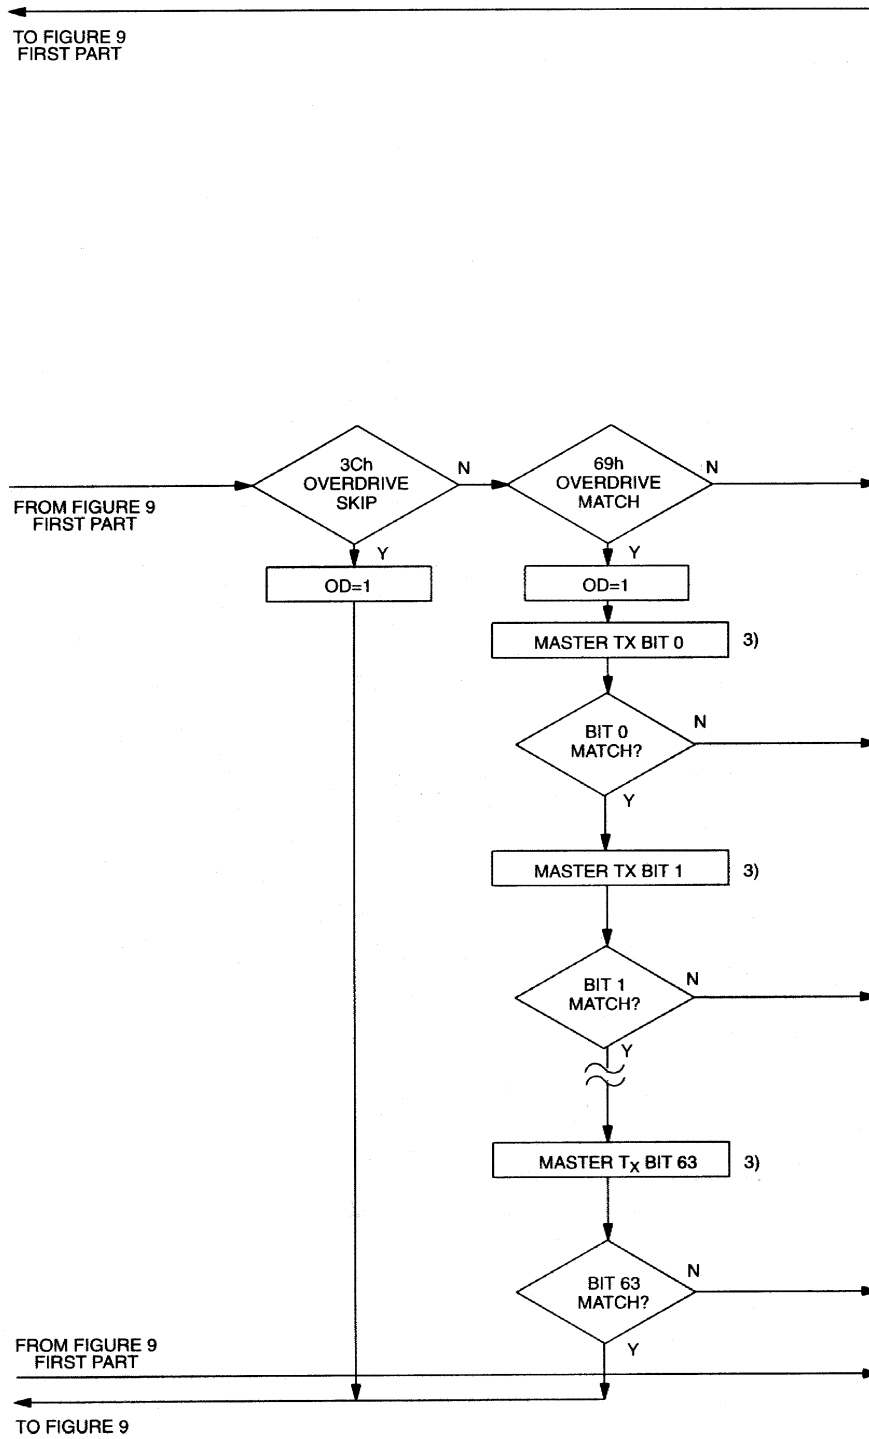 TO FIGURE 9
FIRST PART
3Ch
OVERDRIVE
SKIP
N
69h
OVERDRIVE
MATCH
N
FROM FIGURE 9
FIRST PART
Y
Y
OD=1
OD=1
MASTER TX BIT 0
3)
BIT 0
MATCH?
N
Y
MASTER TX BIT 1
3)
BIT 1
MATCH?
N
Y
MASTER TX BIT 63
3)
BIT 63
MATCH?
N
Y
FROM FIGURE 9
FIRST PART
TO FIGURE 9